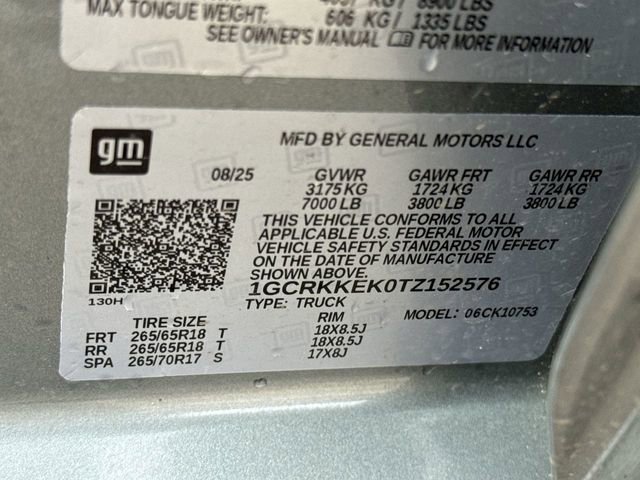 KG / 8900 LBS
MAX TONGUE WEIGHT: 606 KG / 1335 LBS
SEE OWNER'S MANUAL FOR MORE INFORMATION
gm
MFD BY GENERAL MOTORS LLC
08/25 GVWR GAWR FRT GAWR RR
3175 KG 1724 KG 1724 KG
7000 LB 3800 LB 3800 LB
THIS VEHICLE CONFORMS TO ALL
APPLICABLE U.S. FEDERAL MOTOR
VEHICLE SAFETY STANDARDS IN EFFECT
ON THE DATE OF MANUFACTURE
SHOWN ABOVE.
130H
1GCRKKEK0TZ152576
TYPE: TRUCK MODEL: 06CK10753
TIRE SIZE RIM
FRT 265/65R18 T 18X8.5J
RR 265/65R18 T 18X8.5J
SPA 265/70R17 S 17X8J